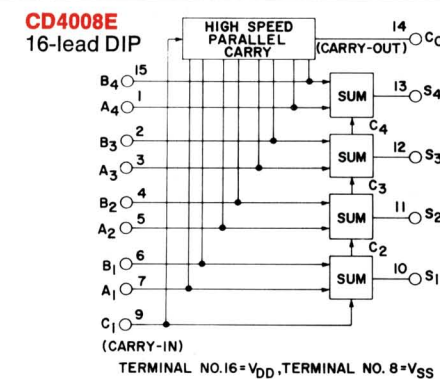 CD4008E
16-lead DIP
HIGH SPEED
PARALLEL
CARRY
14
C0
(CARRY-OUT)
B4 15
A4 1
SUM
13
S4
C4
B3 2
A3 3
SUM
12
S3
C3
B2 4
A2 5
SUM
11
S2
C2
B1 6
A1 7
SUM
10
S1
C1 9
(CARRY-IN)
TERMINAL NO.16=VDD,TERMINAL NO. 8=VSS